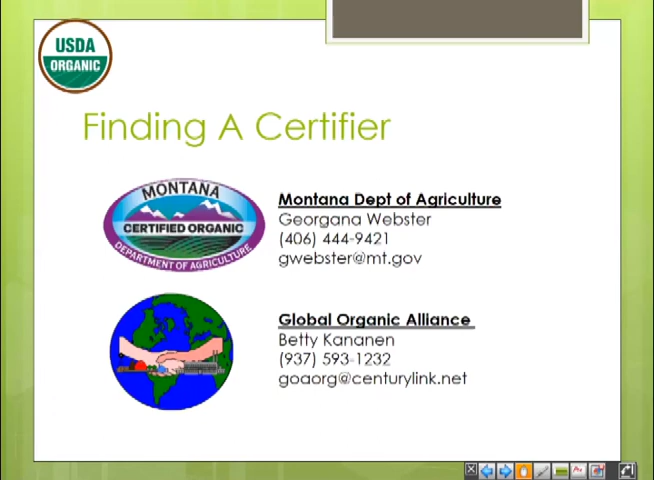 USDA
ORGANIC
Finding A Certifier
MONTANA
CERTIFIED ORGANIC
DEPARTMENT OF AGRICULTURE
Montana Dept of Agriculture
Georgana Webster
(406) 444-9421
gwebster@mt.gov
Global Organic Alliance
Betty Kananen
(937) 593-1232
goaorg@centurylink.net